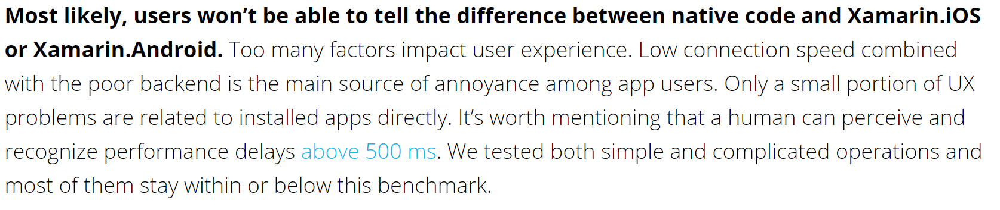 Most likely, users won’t be able to tell the difference between native code and Xamarin.iOS
or Xamarin.Android. Too many factors impact user experience. Low connection speed combined
with the poor backend is the main source of annoyance among app users. Only a small portion of UX
problems are related to installed apps directly. It’s worth mentioning that a human can perceive and
recognize performance delays above 500 ms. We tested both simple and complicated operations and
most of them stay within or below this benchmark.